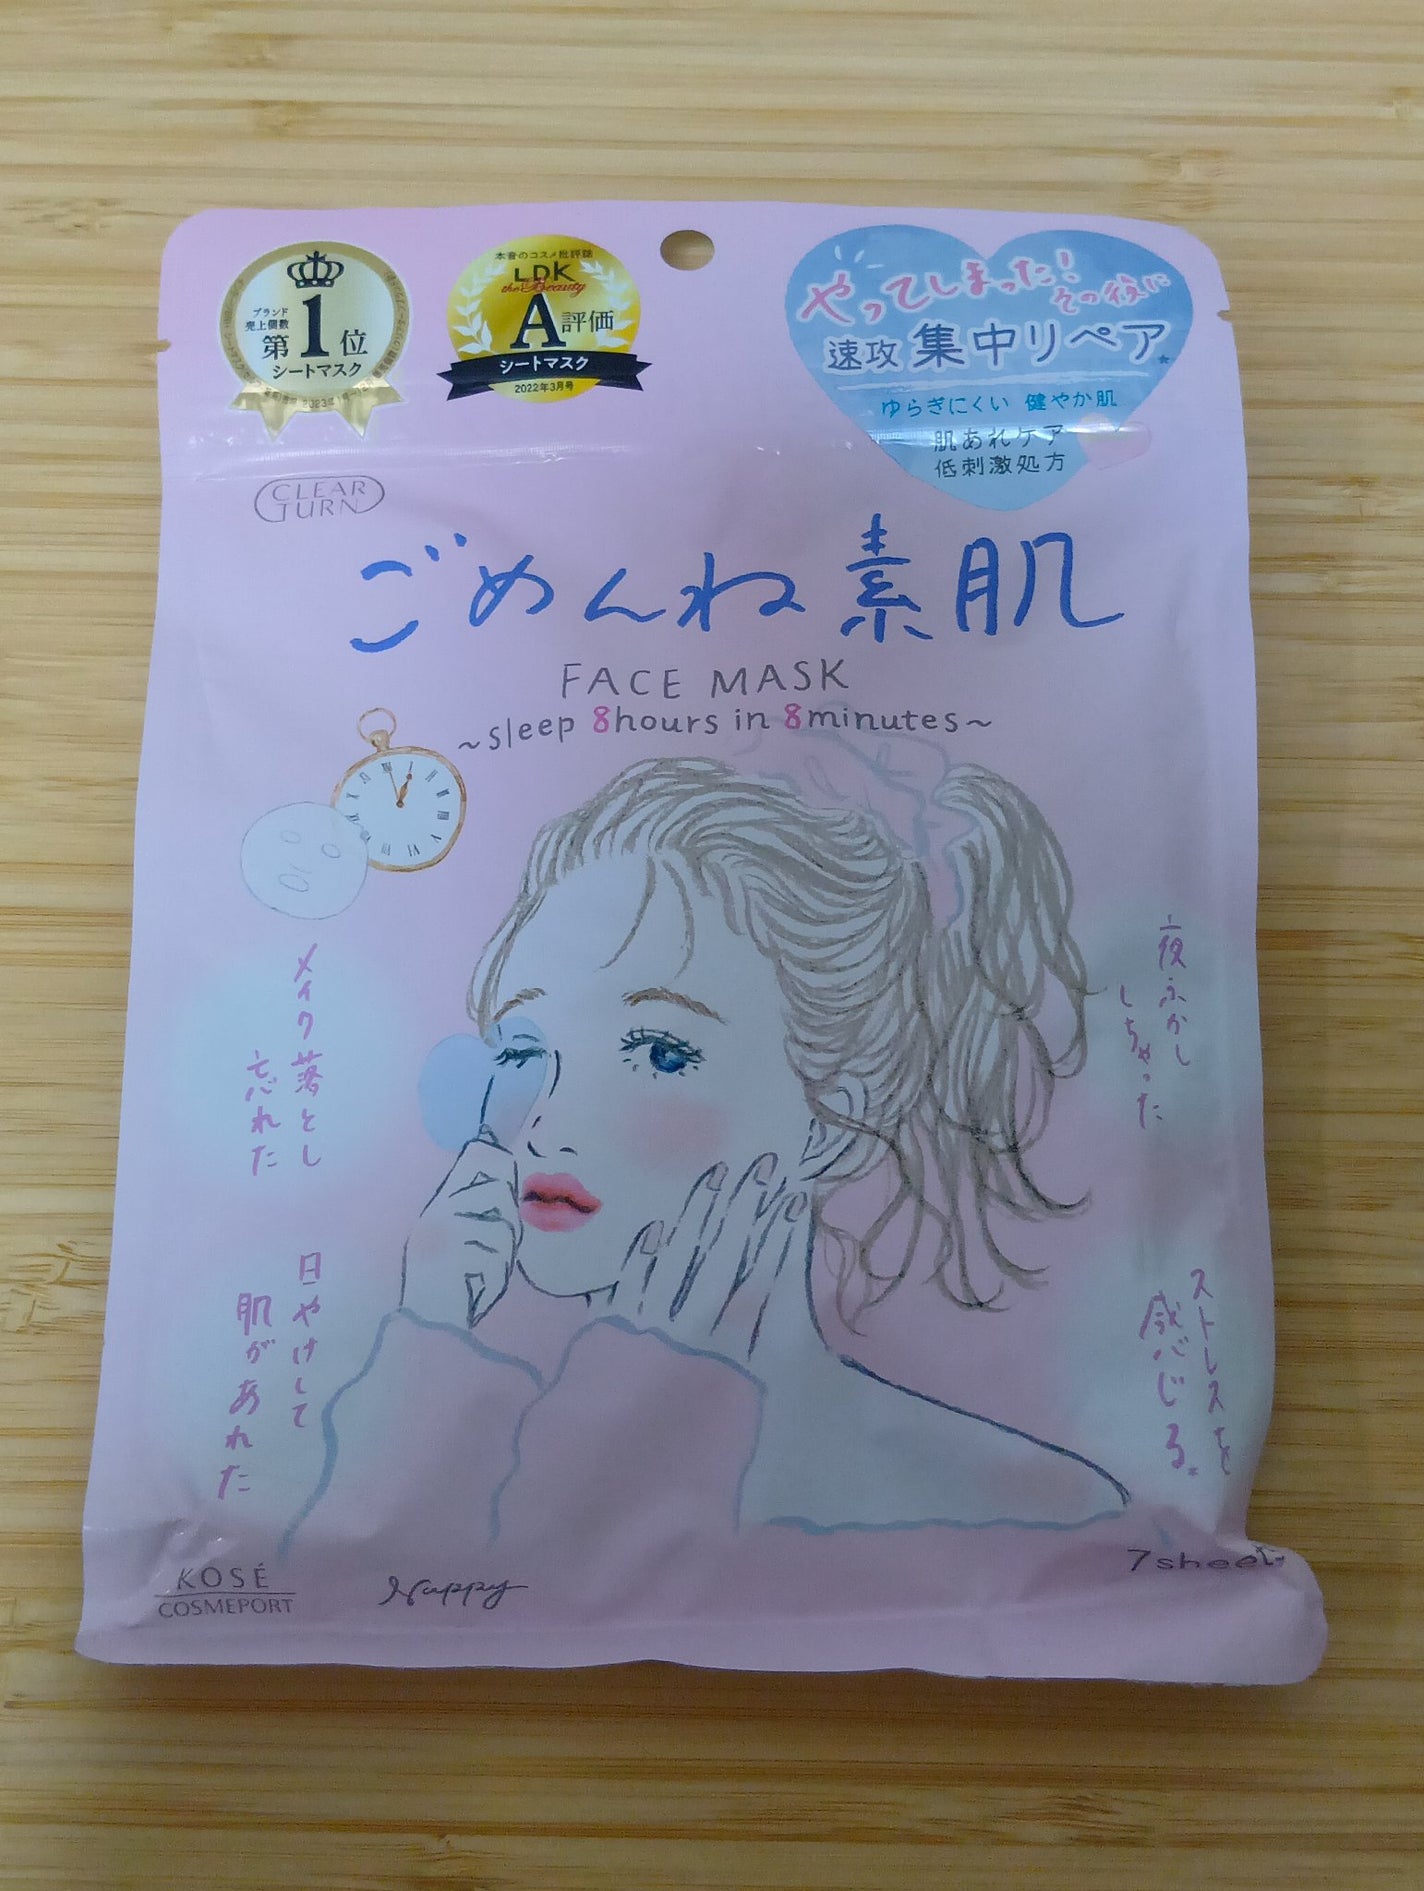 ブランド
売上個数
第1位
シートマスク
本音のコスメ批評誌
LDK
the Beauty
A評価
シートマスク
2022年3月号
やってしまった!
その後に
速攻 集中リペア*
ゆらぎにくい 健やか肌
肌あれケア
低刺激処方
CLEAR
TURN
ごめんね素肌
FACE MASK
~sleep 8hours in 8minutes~
メイク落とし
忘れた
夜ふかし
しちゃった
日やけして
肌があれた
ストレスを
感じる。
KOSÉ
COSMEPORT
Nuppy
7sheets